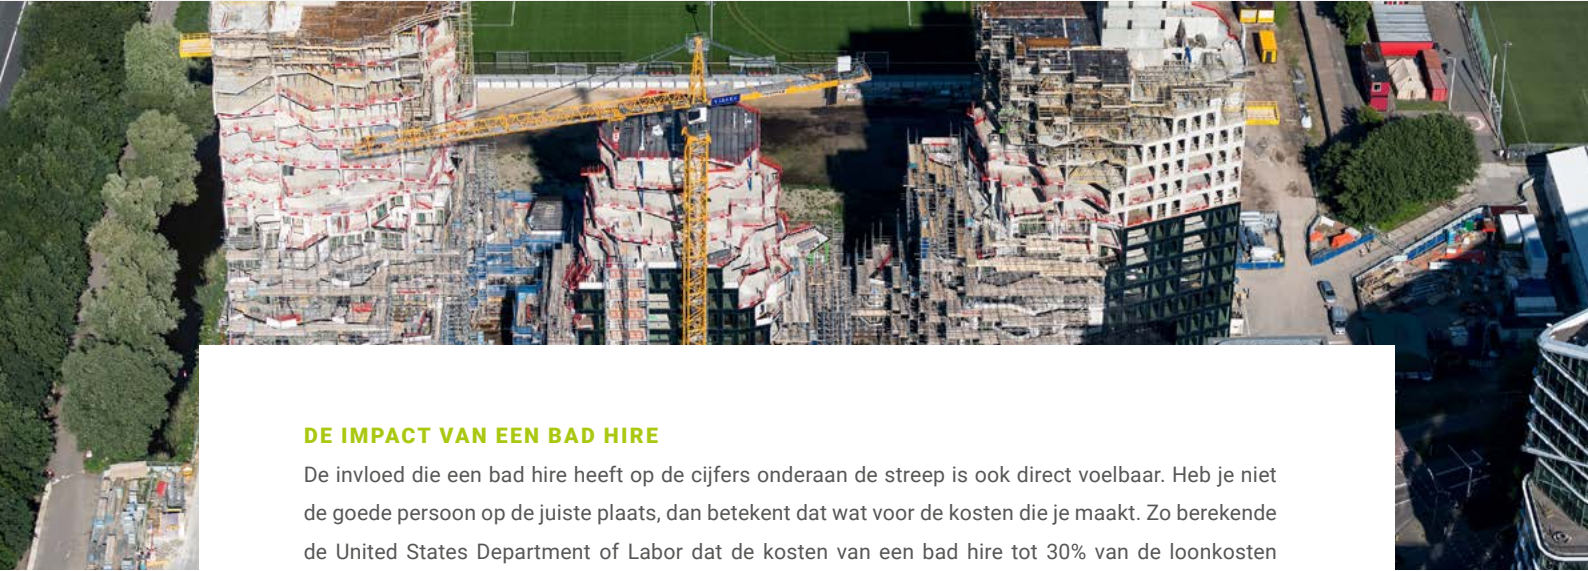 DE IMPACT VAN EEN BAD HIRE
De invloed die een bad hire heeft op de cijfers onderaan de streep is ook direct voelbaar. Heb je niet
de goede persoon op de juiste plaats, dan betekent dat wat voor de kosten die je maakt. Zo berekende
de United States Department of Labor dat de kosten van een bad hire tot 30% van de loonkosten